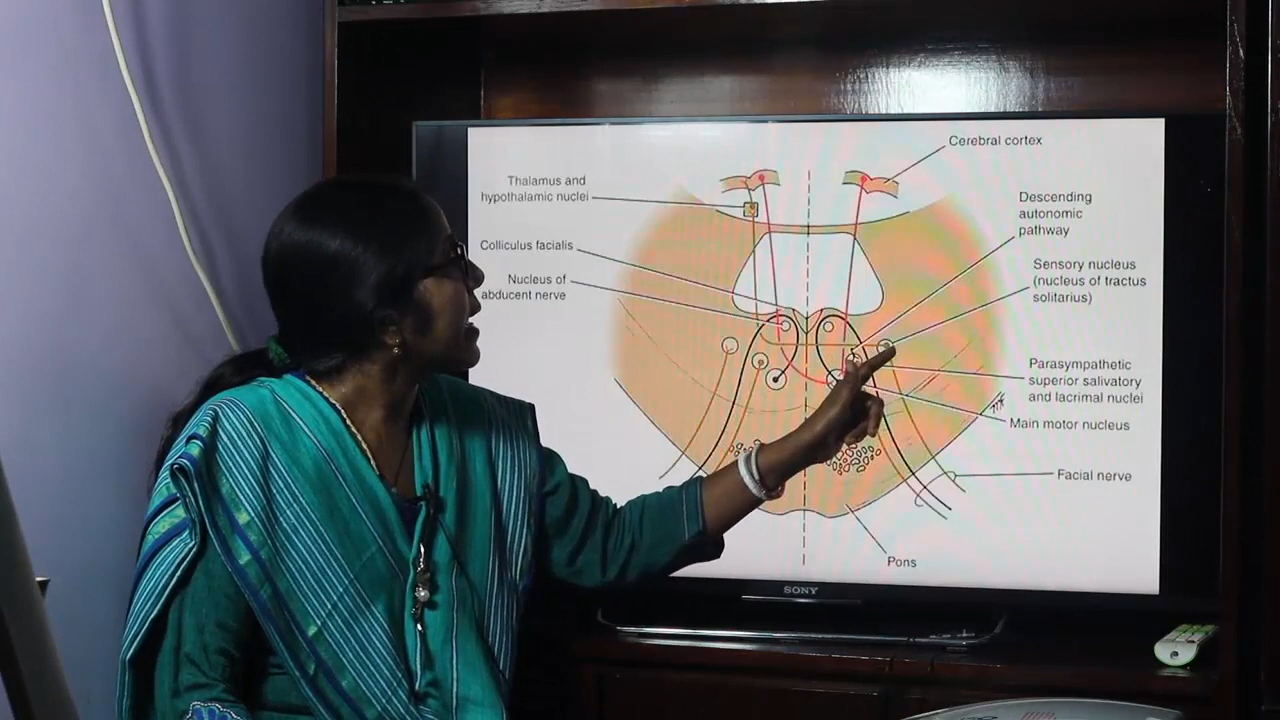 Cerebral cortex
Thalamus and
hypothalamic nuclei
Descending
autonomic
pathway
Colliculus facialis
Sensory nucleus
(nucleus of tractus
solitarius)
Nucleus of
abducent nerve
Parasympathetic
superior salivatory
and lacrimal nuclei
Main motor nucleus
Facial nerve
Pons
SONY